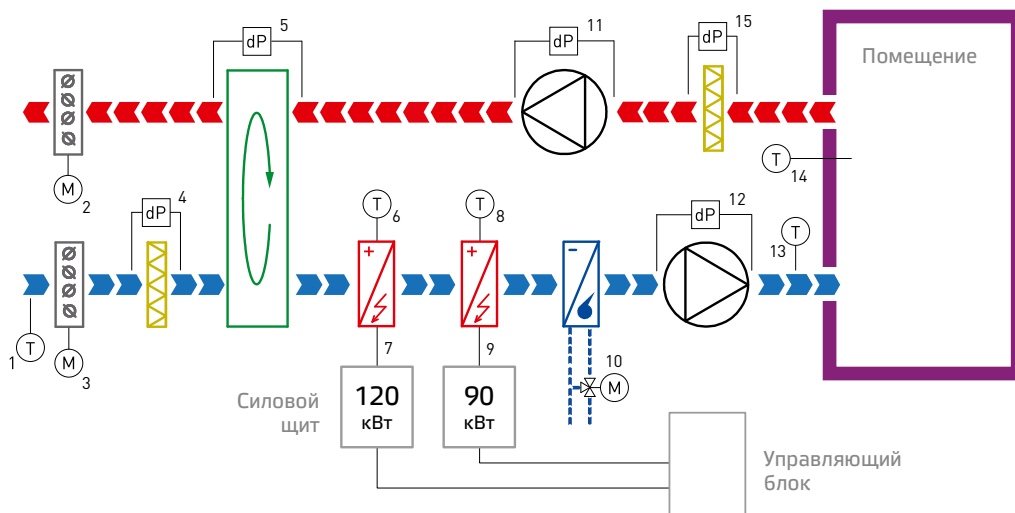 5
dP
11
dP
15
dP
Помещение
M
2
4
dP
T
6
T
8
12
dP
T
14
T
13
+
+
-
1
T
M
3
7
9
10
M
Силовой
щит
120
кВт
90
кВт
Управляющий
блок